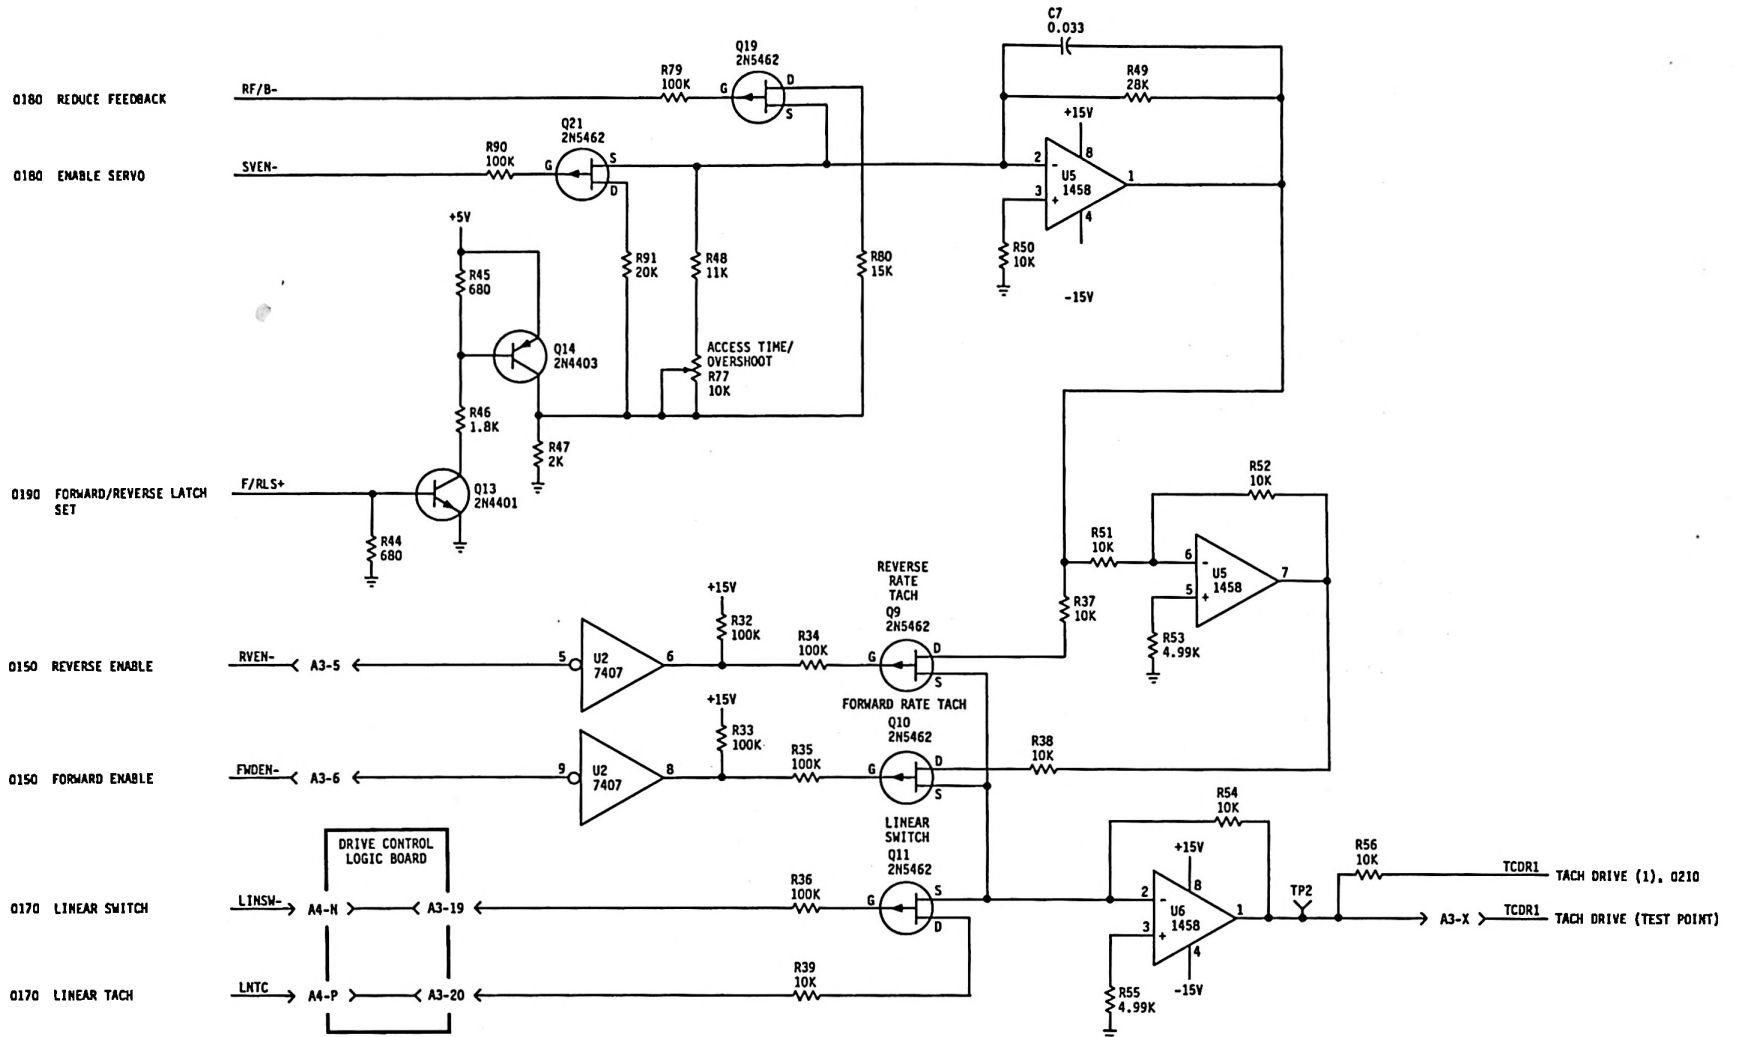 C7
0.033
Q19
2N5462
R79
100K
G
D
S
R49
28K
0180 REDUCE FEEDBACK
RF/B-
+15V
Q21
2N5462
R90
100K
G
S
D
0180 ENABLE SERVO
SVEN-
2
-
8
U5
1458
1
3
+
4
R50
10K
-15V
+5V
R45
680
R91
20K
R48
11K
R80
15K
Q14
2N4403
ACCESS TIME/
OVERSHOOT
R77
10K
R46
1.8K
R47
2K
0190 FORWARD/REVERSE LATCH
SET
F/RLS+
Q13
2N4401
R44
680
R52
10K
R51
10K
6
-
U5
1458
7
5
+
R53
4.99K
R37
10K
REVERSE
RATE
TACH
Q9
2N5462
+15V
R32
100K
R34
100K
G
D
S
0150 REVERSE ENABLE
RVEN-
A3-5
5
U2
7407
6
FORWARD RATE TACH
Q10
2N5462
+15V
R33
100K
R35
100K
G
D
S
R38
10K
0150 FORWARD ENABLE
FWDEN-
A3-6
9
U2
7407
8
LINEAR
SWITCH
Q11
2N5462
R54
10K
DRIVE CONTROL
LOGIC BOARD
R36
100K
G
S
D
+15V
8
2
-
U6
1458
1
3
+
4
-15V
R55
4.99K
TP2
R56
10K
TCDR1
TACH DRIVE (1), 0210
A3-X
TCDR1
TACH DRIVE (TEST POINT)
0170 LINEAR SWITCH
LINSW-
A4-N
A3-19
R39
10K
0170 LINEAR TACH
LNTC
A4-P
A3-20